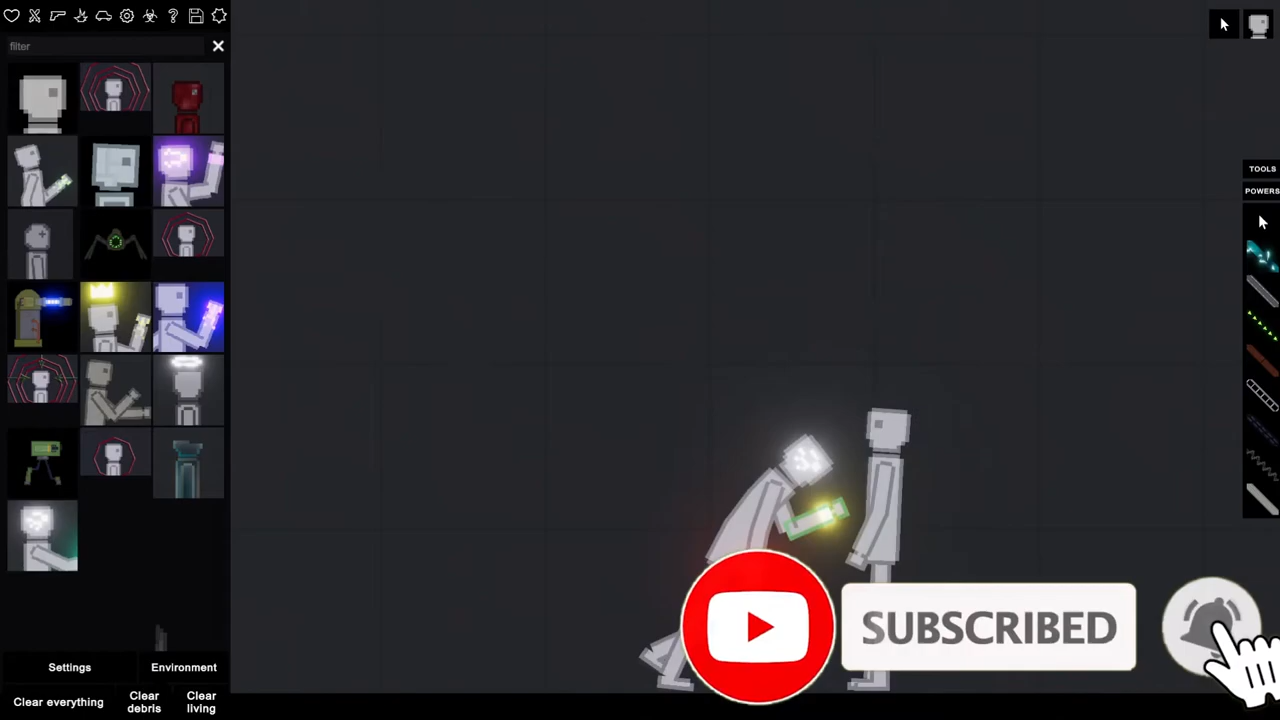 filter
TOOLS
POWERS
SUBSCRIBED
Settings
Environment
Clear everything
Clear
debris
Clear
living